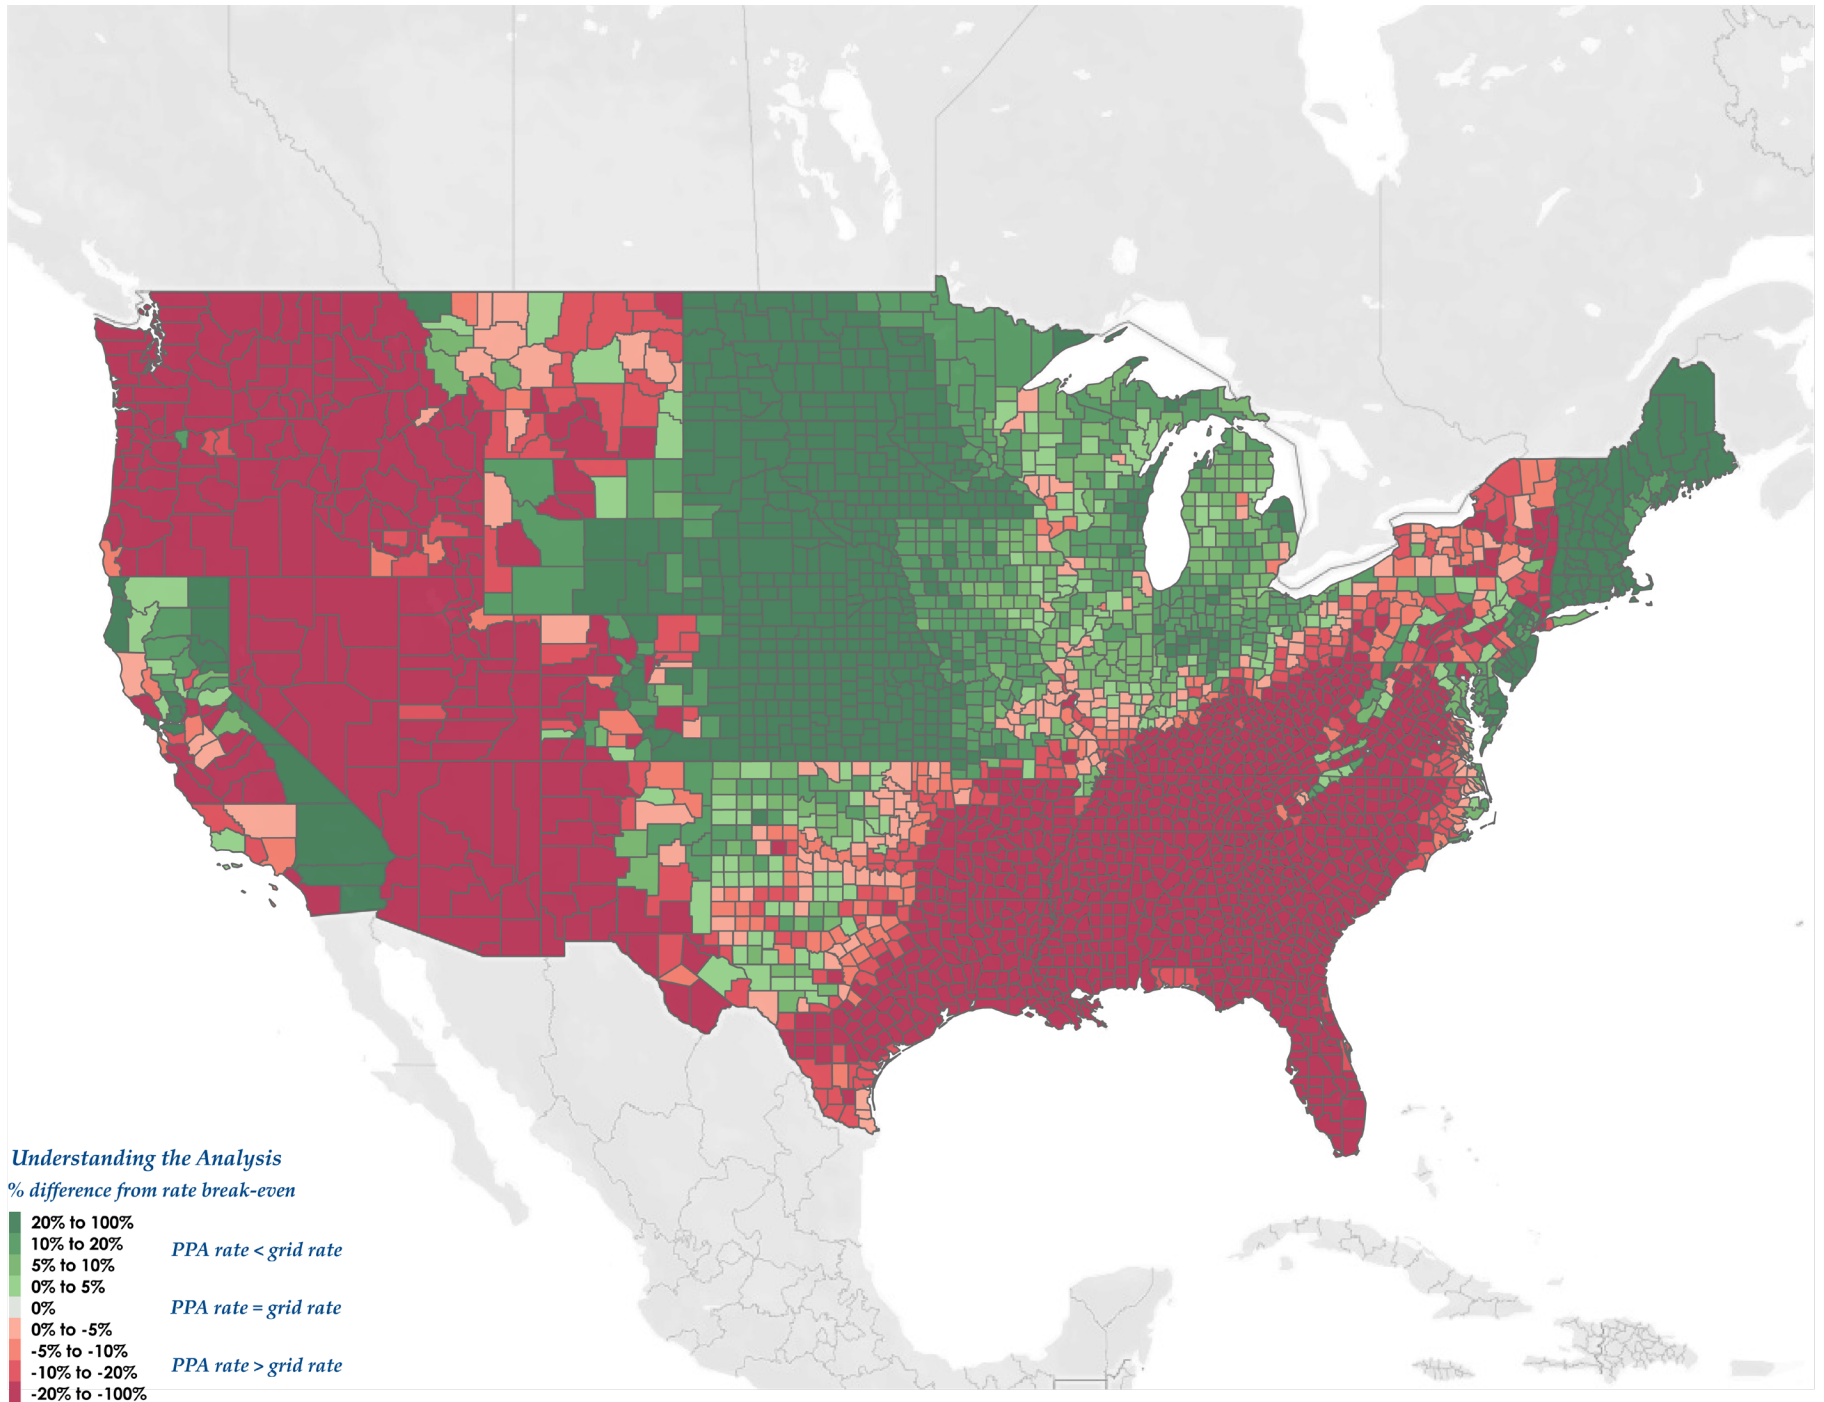 Understanding the Analysis
% difference from rate break-even
20% to 100%
10% to 20%
PPA rate < grid rate
5% to 10%
0% to 5%
0%
PPA rate = grid rate
0% to -5%
-5% to -10%
-10% to -20%
PPA rate > grid rate
-20% to -100%